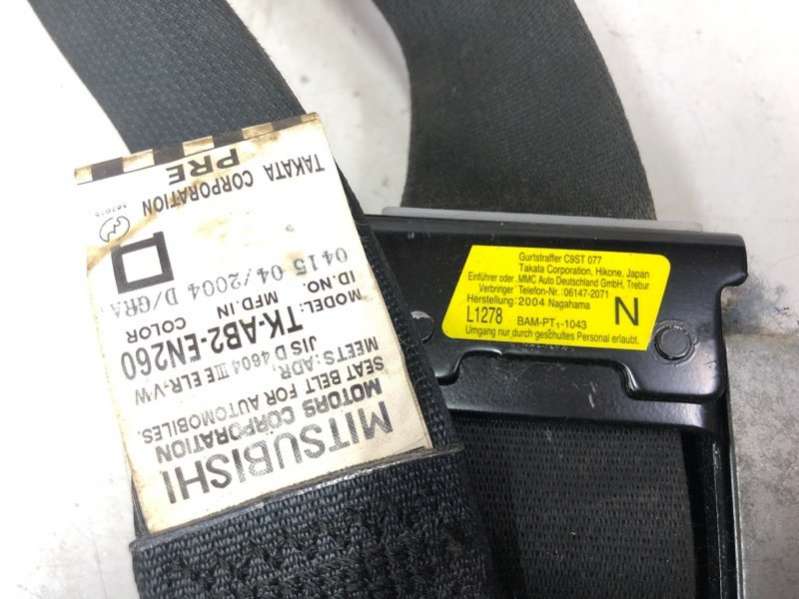 MITSUBISHI
MOTORS CORPORATION
SEAT BELT FOR AUTOMOBILES.
MEETS: ADR,
JIS D 4604 III E ELR-VW
MODEL: TK-AB2-EN260
ID.NO. MFD.IN COLOR
0415 04/2004 D/GRA
TAKATA CORPORATION
PRE
Gurtstraffer C9ST 077
Takata Corporation, Hikone, Japan
Einführer oder MMC Auto Deutschland GmbH, Trebur
Verbringer Telefon-Nr. :06147-2071
Herstellung: 2004 Nagahama
L1278 BAM-PT1-1043
Umgang nur durch geschultes Personal erlaubt.
N